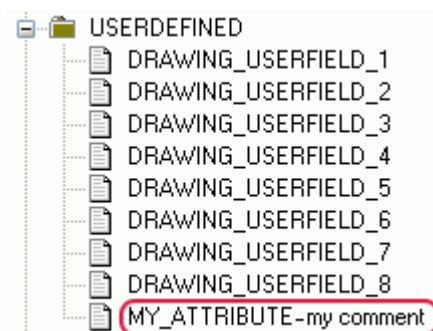 USERDEFINED
DRAWING_USERFIELD_1
DRAWING_USERFIELD_2
DRAWING_USERFIELD_3
DRAWING_USERFIELD_4
DRAWING_USERFIELD_5
DRAWING_USERFIELD_6
DRAWING_USERFIELD_7
DRAWING_USERFIELD_8
MY_ATTRIBUTE-my comment